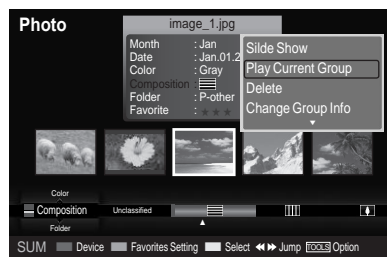 Photo
image_1.jpg
Month : Jan
Date : Jan.01.2
Color : Gray
Composition :
Folder : P-other
Favorite : ★ ★ ★
Silde Show
Play Current Group
Delete
Change Group Info
Color
Composition
Unclassified
Folder
SUM Device Favorites Setting Select Jump TOOLS Option